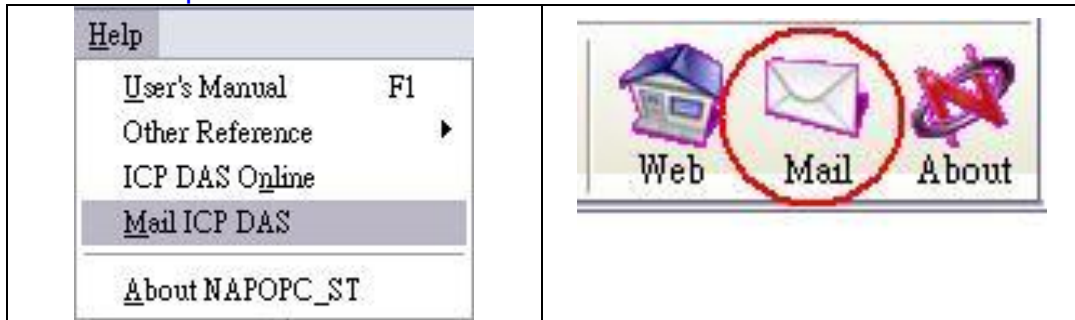 Help
User's Manual F1
Other Reference
ICP DAS Online
Mail ICP DAS
About NAPOPC_ST
Web Mail About